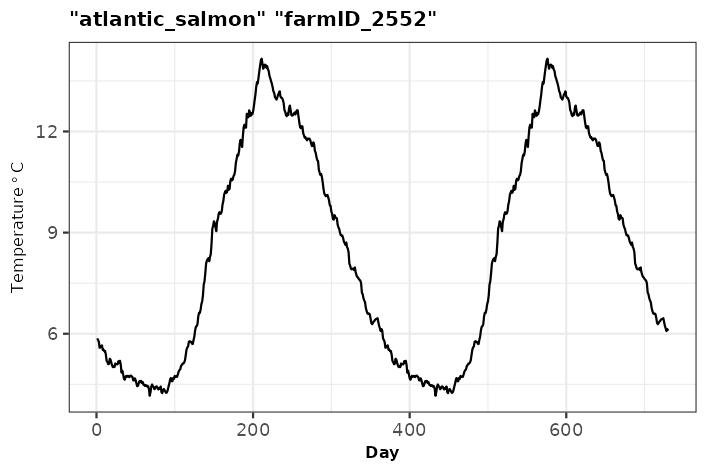 "atlantic_salmon" "farmID_2552"
12
9
6
Temperature ° C
0
200
400
600
Day